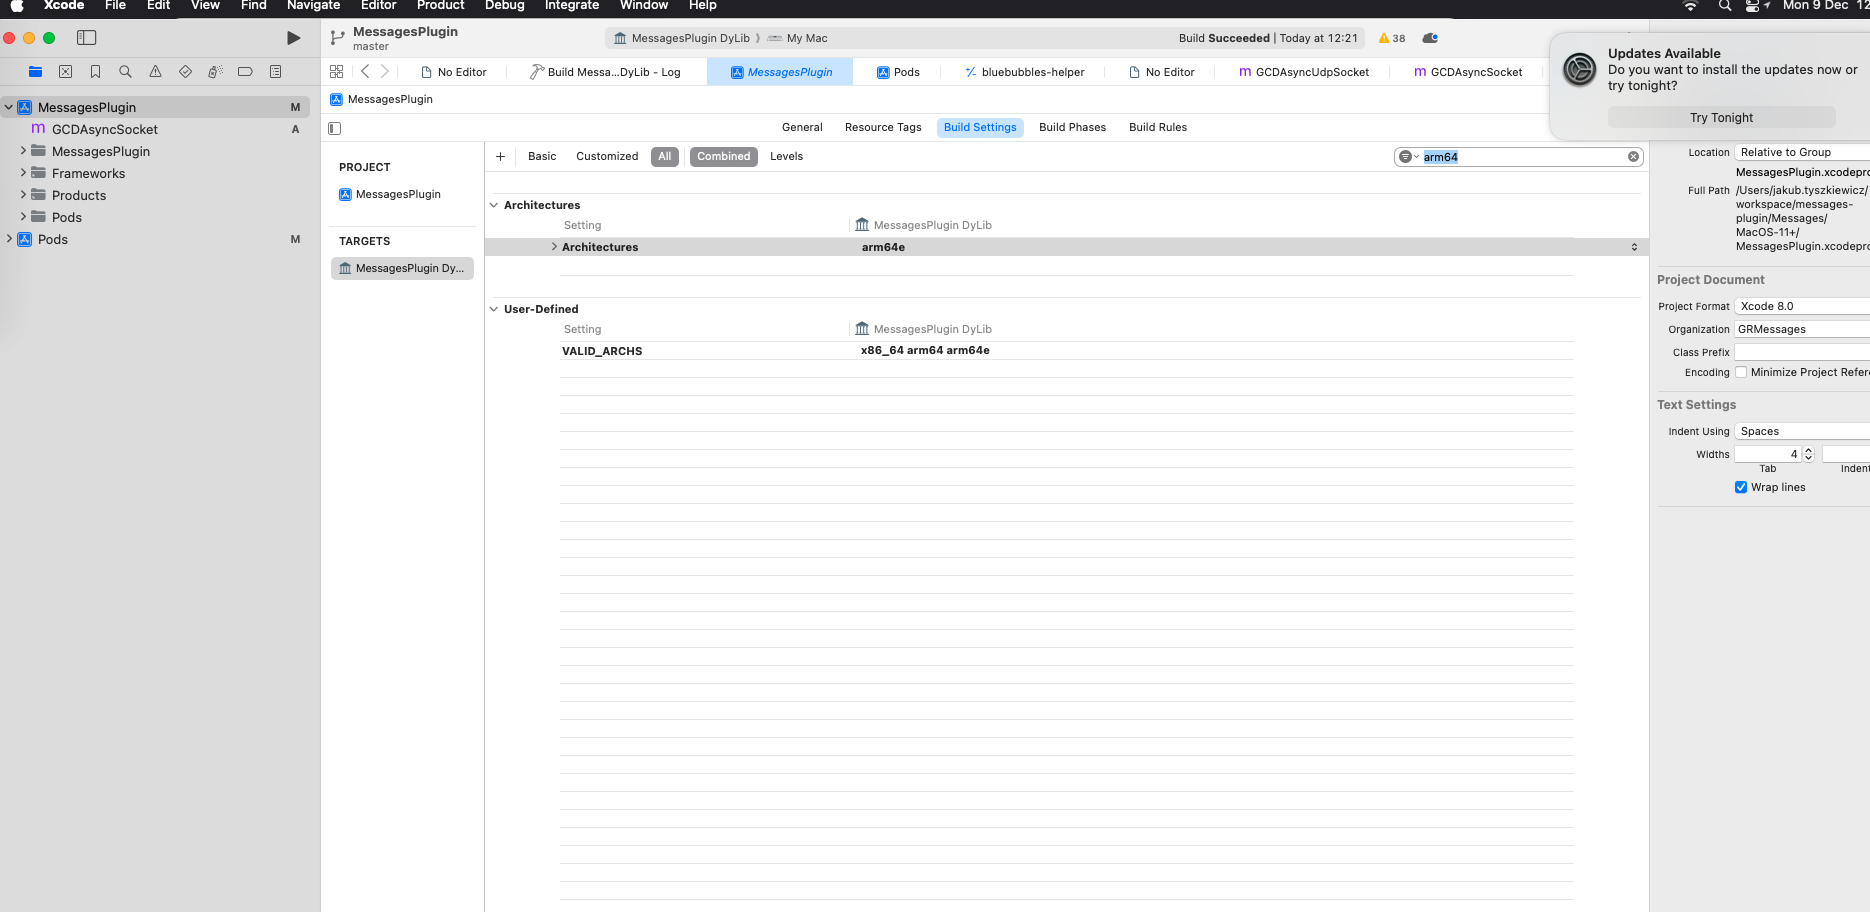 Xcode File Edit View Find Navigate Editor Product Debug Integrate Window Help Mon 9 Dec 12
MessagesPlugin
master
MessagesPlugin DyLib My Mac Build Succeeded | Today at 12:21 38
Updates Available
Do you want to install the updates now or
try tonight?
Try Tonight
No Editor Build Messa...DyLib - Log MessagesPlugin Pods bluebubbles-helper No Editor m GCDAsyncUdpSocket m GCDAsyncSocket
MessagesPlugin M
m GCDAsyncSocket A
MessagesPlugin
Frameworks
Products
Pods
Pods M
MessagesPlugin
General Resource Tags Build Settings Build Phases Build Rules
PROJECT
MessagesPlugin
TARGETS
MessagesPlugin Dy...
+ Basic Customized All Combined Levels arm64
Architectures
Setting MessagesPlugin DyLib
Architectures arm64e
User-Defined
Setting MessagesPlugin DyLib
VALID_ARCHS x86_64 arm64 arm64e
Location Relative to Group
MessagesPlugin.xcodepro
Full Path /Users/jakub.tyszkiewicz/
workspace/messages-
plugin/Messages/
MacOS-11+/
MessagesPlugin.xcodepro
Project Document
Project Format Xcode 8.0
Organization GRMessages
Class Prefix
Encoding Minimize Project Refer
Text Settings
Indent Using Spaces
Widths 4
Tab Indent
Wrap lines